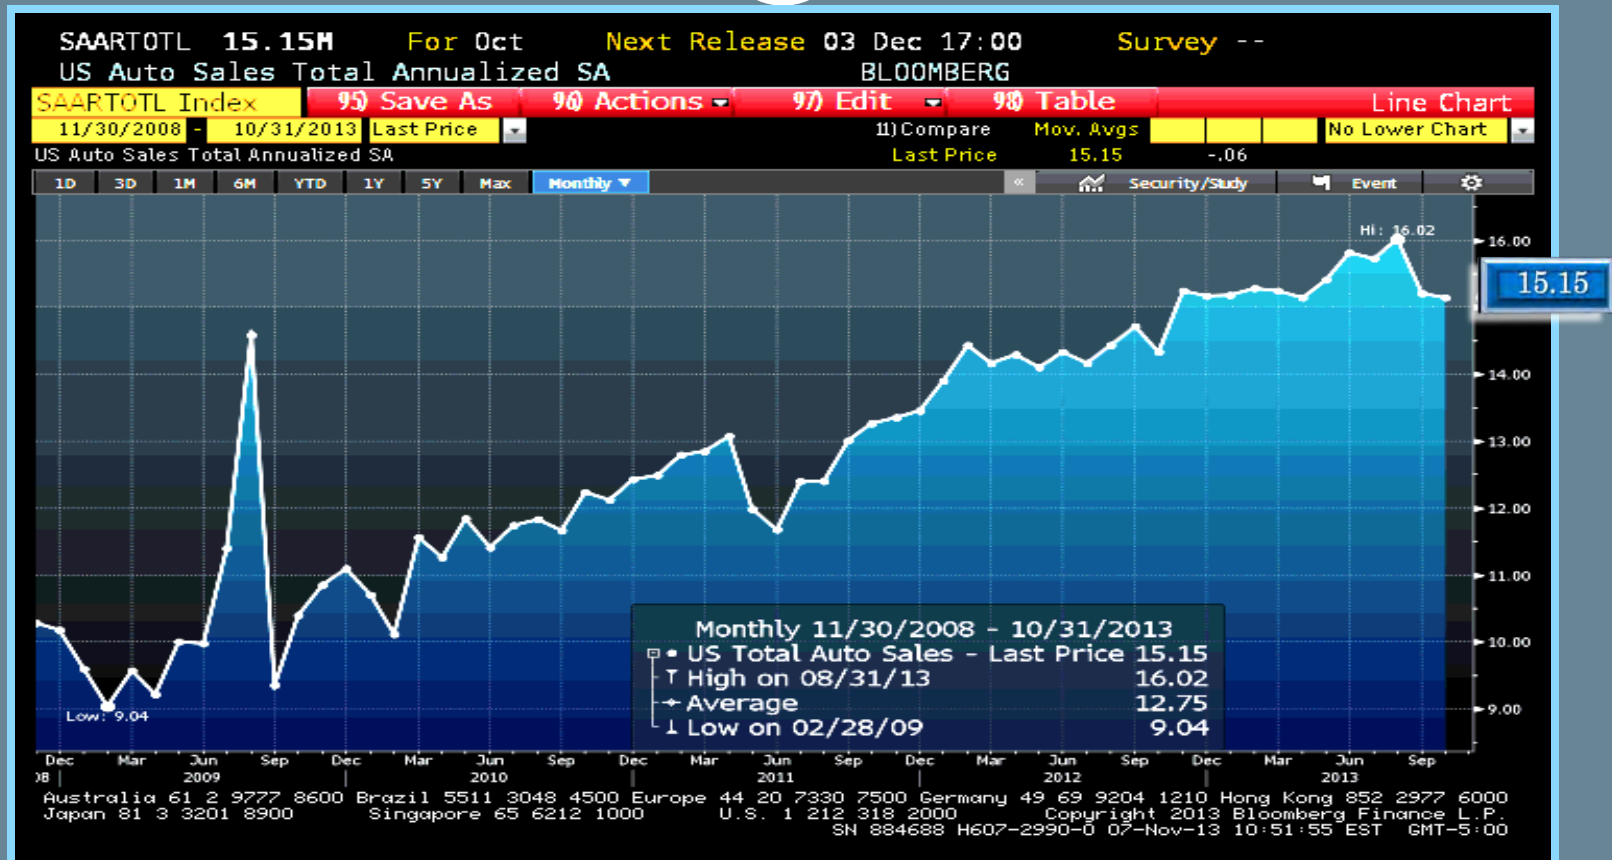 SAARTOTL 15.15M For Oct Next Release 03 Dec 17:00 Survey --
US Auto Sales Total Annualized SA BLOOMBERG
SAARTOTL Index 95) Save As 96) Actions 97) Edit 98) Table Line Chart
11/30/2008 - 10/31/2013 Last Price 11) Compare Mov. Avgs No Lower Chart
US Auto Sales Total Annualized SA Last Price 15.15 -.06
1D 3D 1M 6M YTD 1Y 5Y Max Monthly ▼ « Security/Study Event
Hi: 16.02
16.00
15.15
14.00
13.00
12.00
11.00
10.00
9.00
Low: 9.04
Monthly 11/30/2008 - 10/31/2013
US Total Auto Sales - Last Price 15.15
High on 08/31/13 16.02
Average 12.75
Low on 02/28/09 9.04
Dec Mar Jun Sep Dec Mar Jun Sep Dec Mar Jun Sep Dec Mar Jun Sep Dec Mar Jun Sep
08 2009 2010 2011 2012 2013
Australia 61 2 9777 8600 Brazil 5511 3048 4500 Europe 44 20 7330 7500 Germany 49 69 9204 1210 Hong Kong 852 2977 6000
Japan 81 3 3201 8900 Singapore 65 6212 1000 U.S. 1 212 318 2000 Copyright 2013 Bloomberg Finance L.P.
SN 884688 H607-2990-0 07-Nov-13 10:51:55 EST GMT-5:00